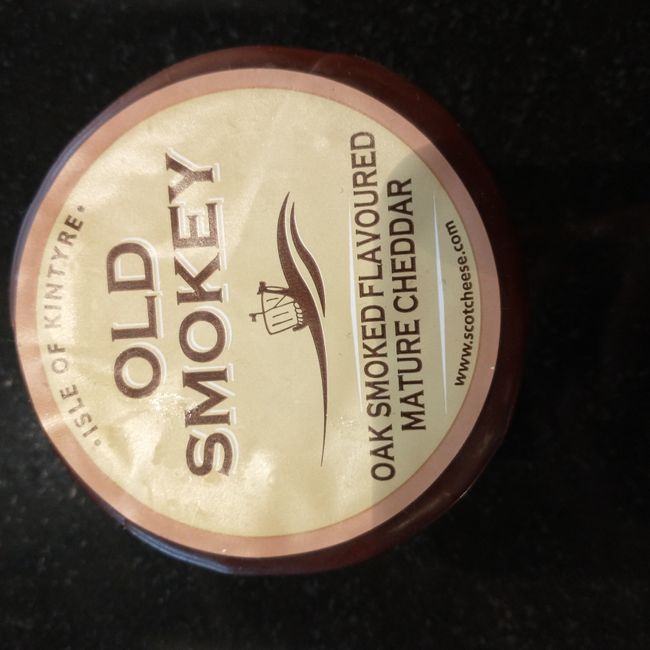 •ISLE OF KINTYRE•
OLD
SMOKEY
OAK SMOKED FLAVOURED
MATURE CHEDDAR
www.scotcheese.com